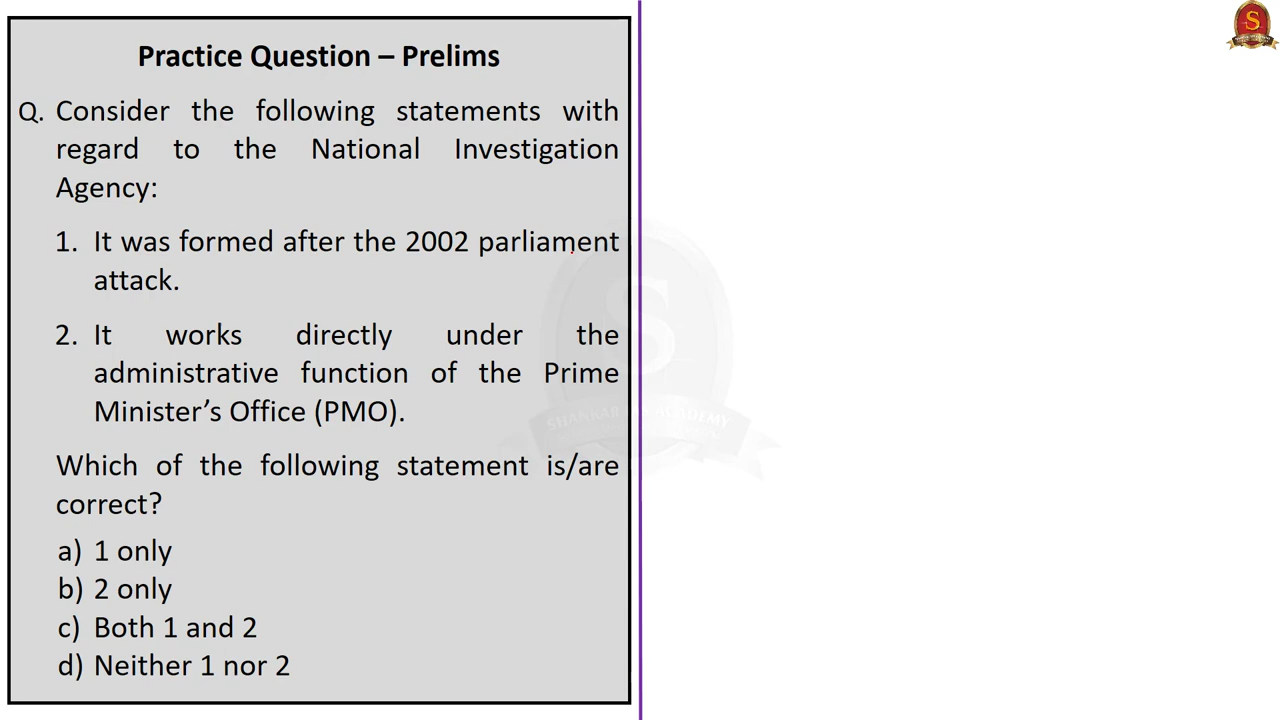 Practice Question – Prelims
Q. Consider the following statements with
regard to the National Investigation
Agency:
1. It was formed after the 2002 parliament
attack.
2. It works directly under the
administrative function of the Prime
Minister’s Office (PMO).
Which of the following statement is/are
correct?
a) 1 only
b) 2 only
c) Both 1 and 2
d) Neither 1 nor 2
S
S